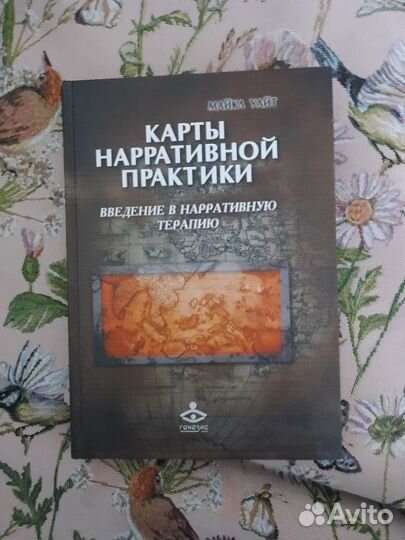 МАЙКЛ УАЙТ
КАРТЫ
НАРРАТИВНОЙ
ПРАКТИКИ
ВВЕДЕНИЕ В НАРРАТИВНУЮ
ТЕРАПИЮ
генезис
Avito